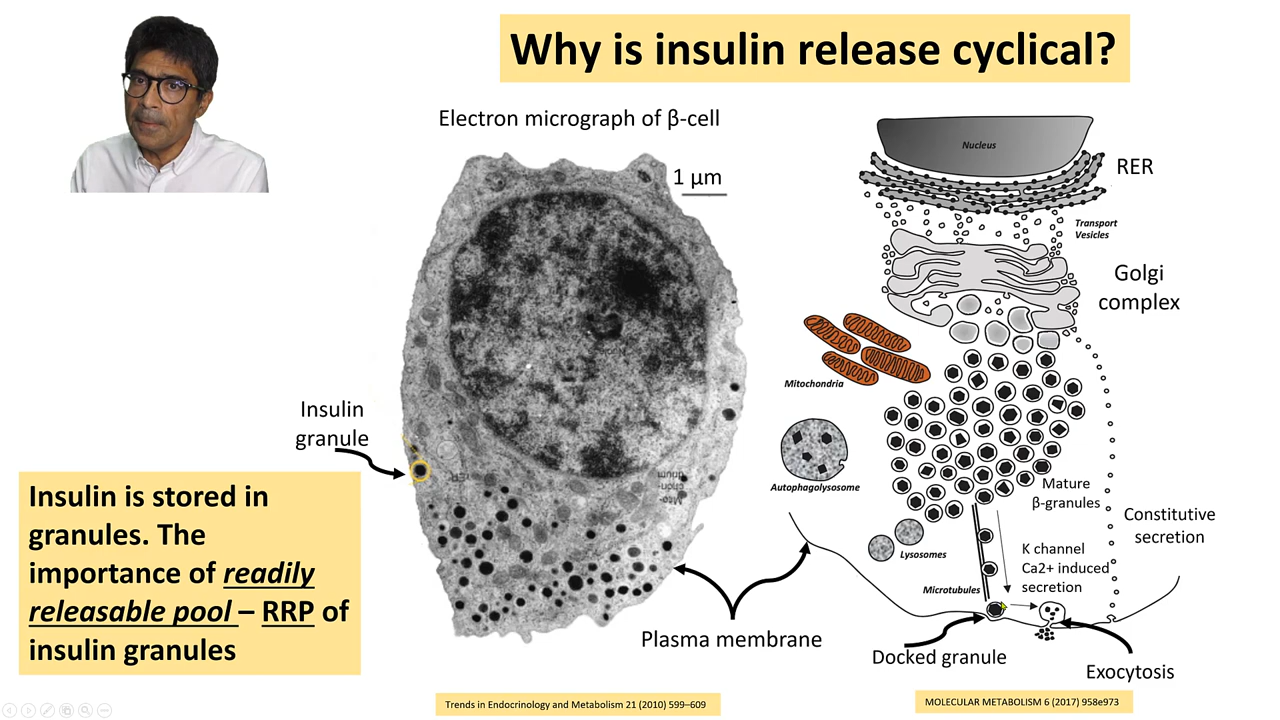 Why is insulin release cyclical?
Electron micrograph of β-cell
1 μm
Insulin
granule
Insulin is stored in
granules. The
importance of readily
releasable pool – RRP of
insulin granules
Plasma membrane
Trends in Endocrinology and Metabolism 21 (2010) 599–609
Nucleus
RER
Transport
Vesicles
Golgi
complex
Mitochondria
Autophagolysosome
Mature
β-granules
Lysosomes
Constitutive
secretion
K channel
Ca2+ induced
secretion
Microtubules
Docked granule
Exocytosis
MOLECULAR METABOLISM 6 (2017) 958e973